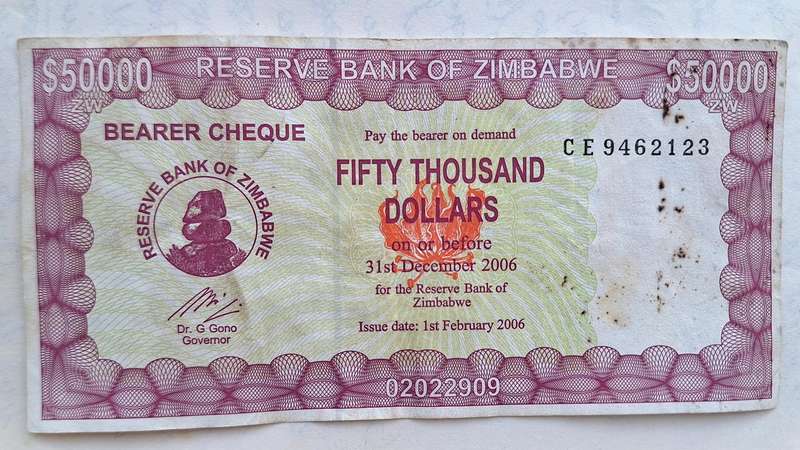 $50000
ZW
RESERVE BANK OF ZIMBABWE
$50000
ZW
BEARER CHEQUE
Pay the bearer on demand
CE9462123
FIFTY THOUSAND
DOLLARS
on or before
31st December 2006
for the Reserve Bank of
Zimbabwe
Issue date: 1st February 2006
RESERVE BANK OF ZIMBABWE
Dr. G Gono
Governor
02022909